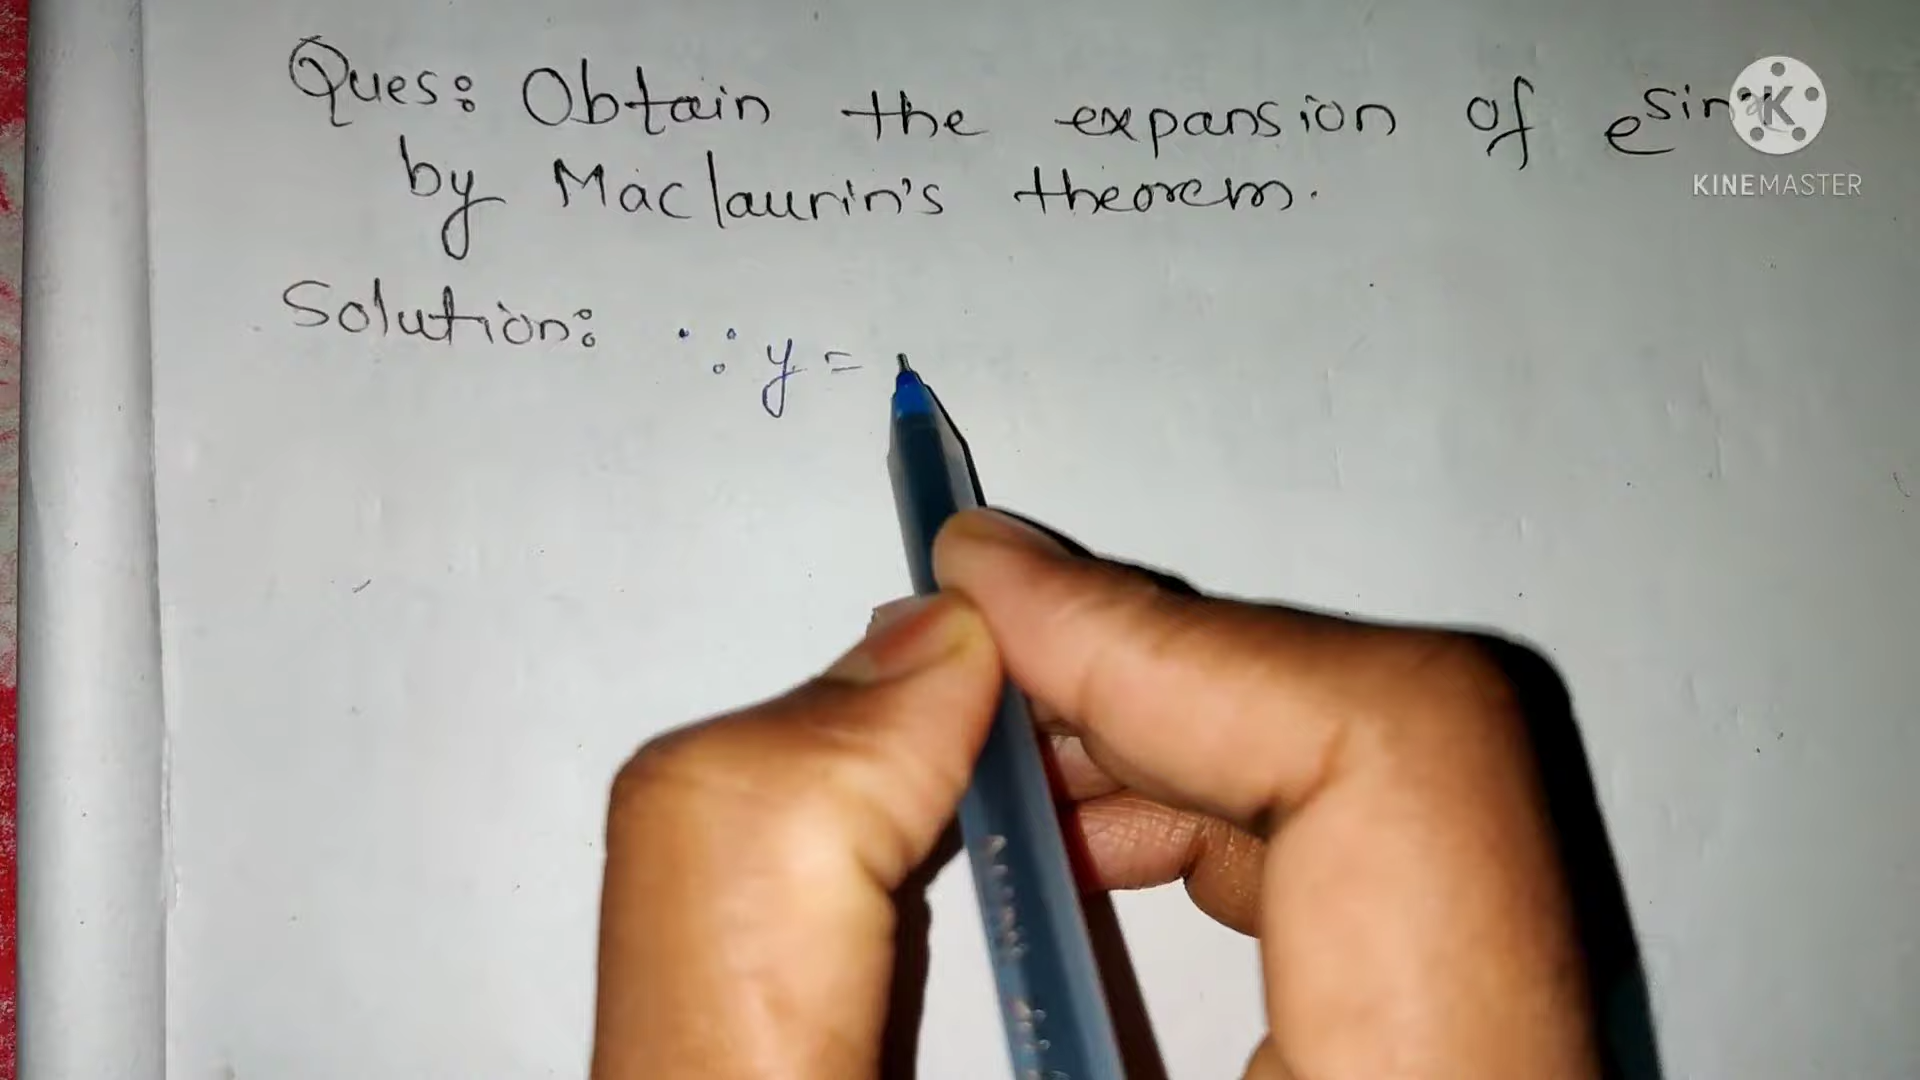 Ques: Obtain the expansion of e^sin
by Maclaurin's theorem.
KINEMASTER
Solution: ∵ y =